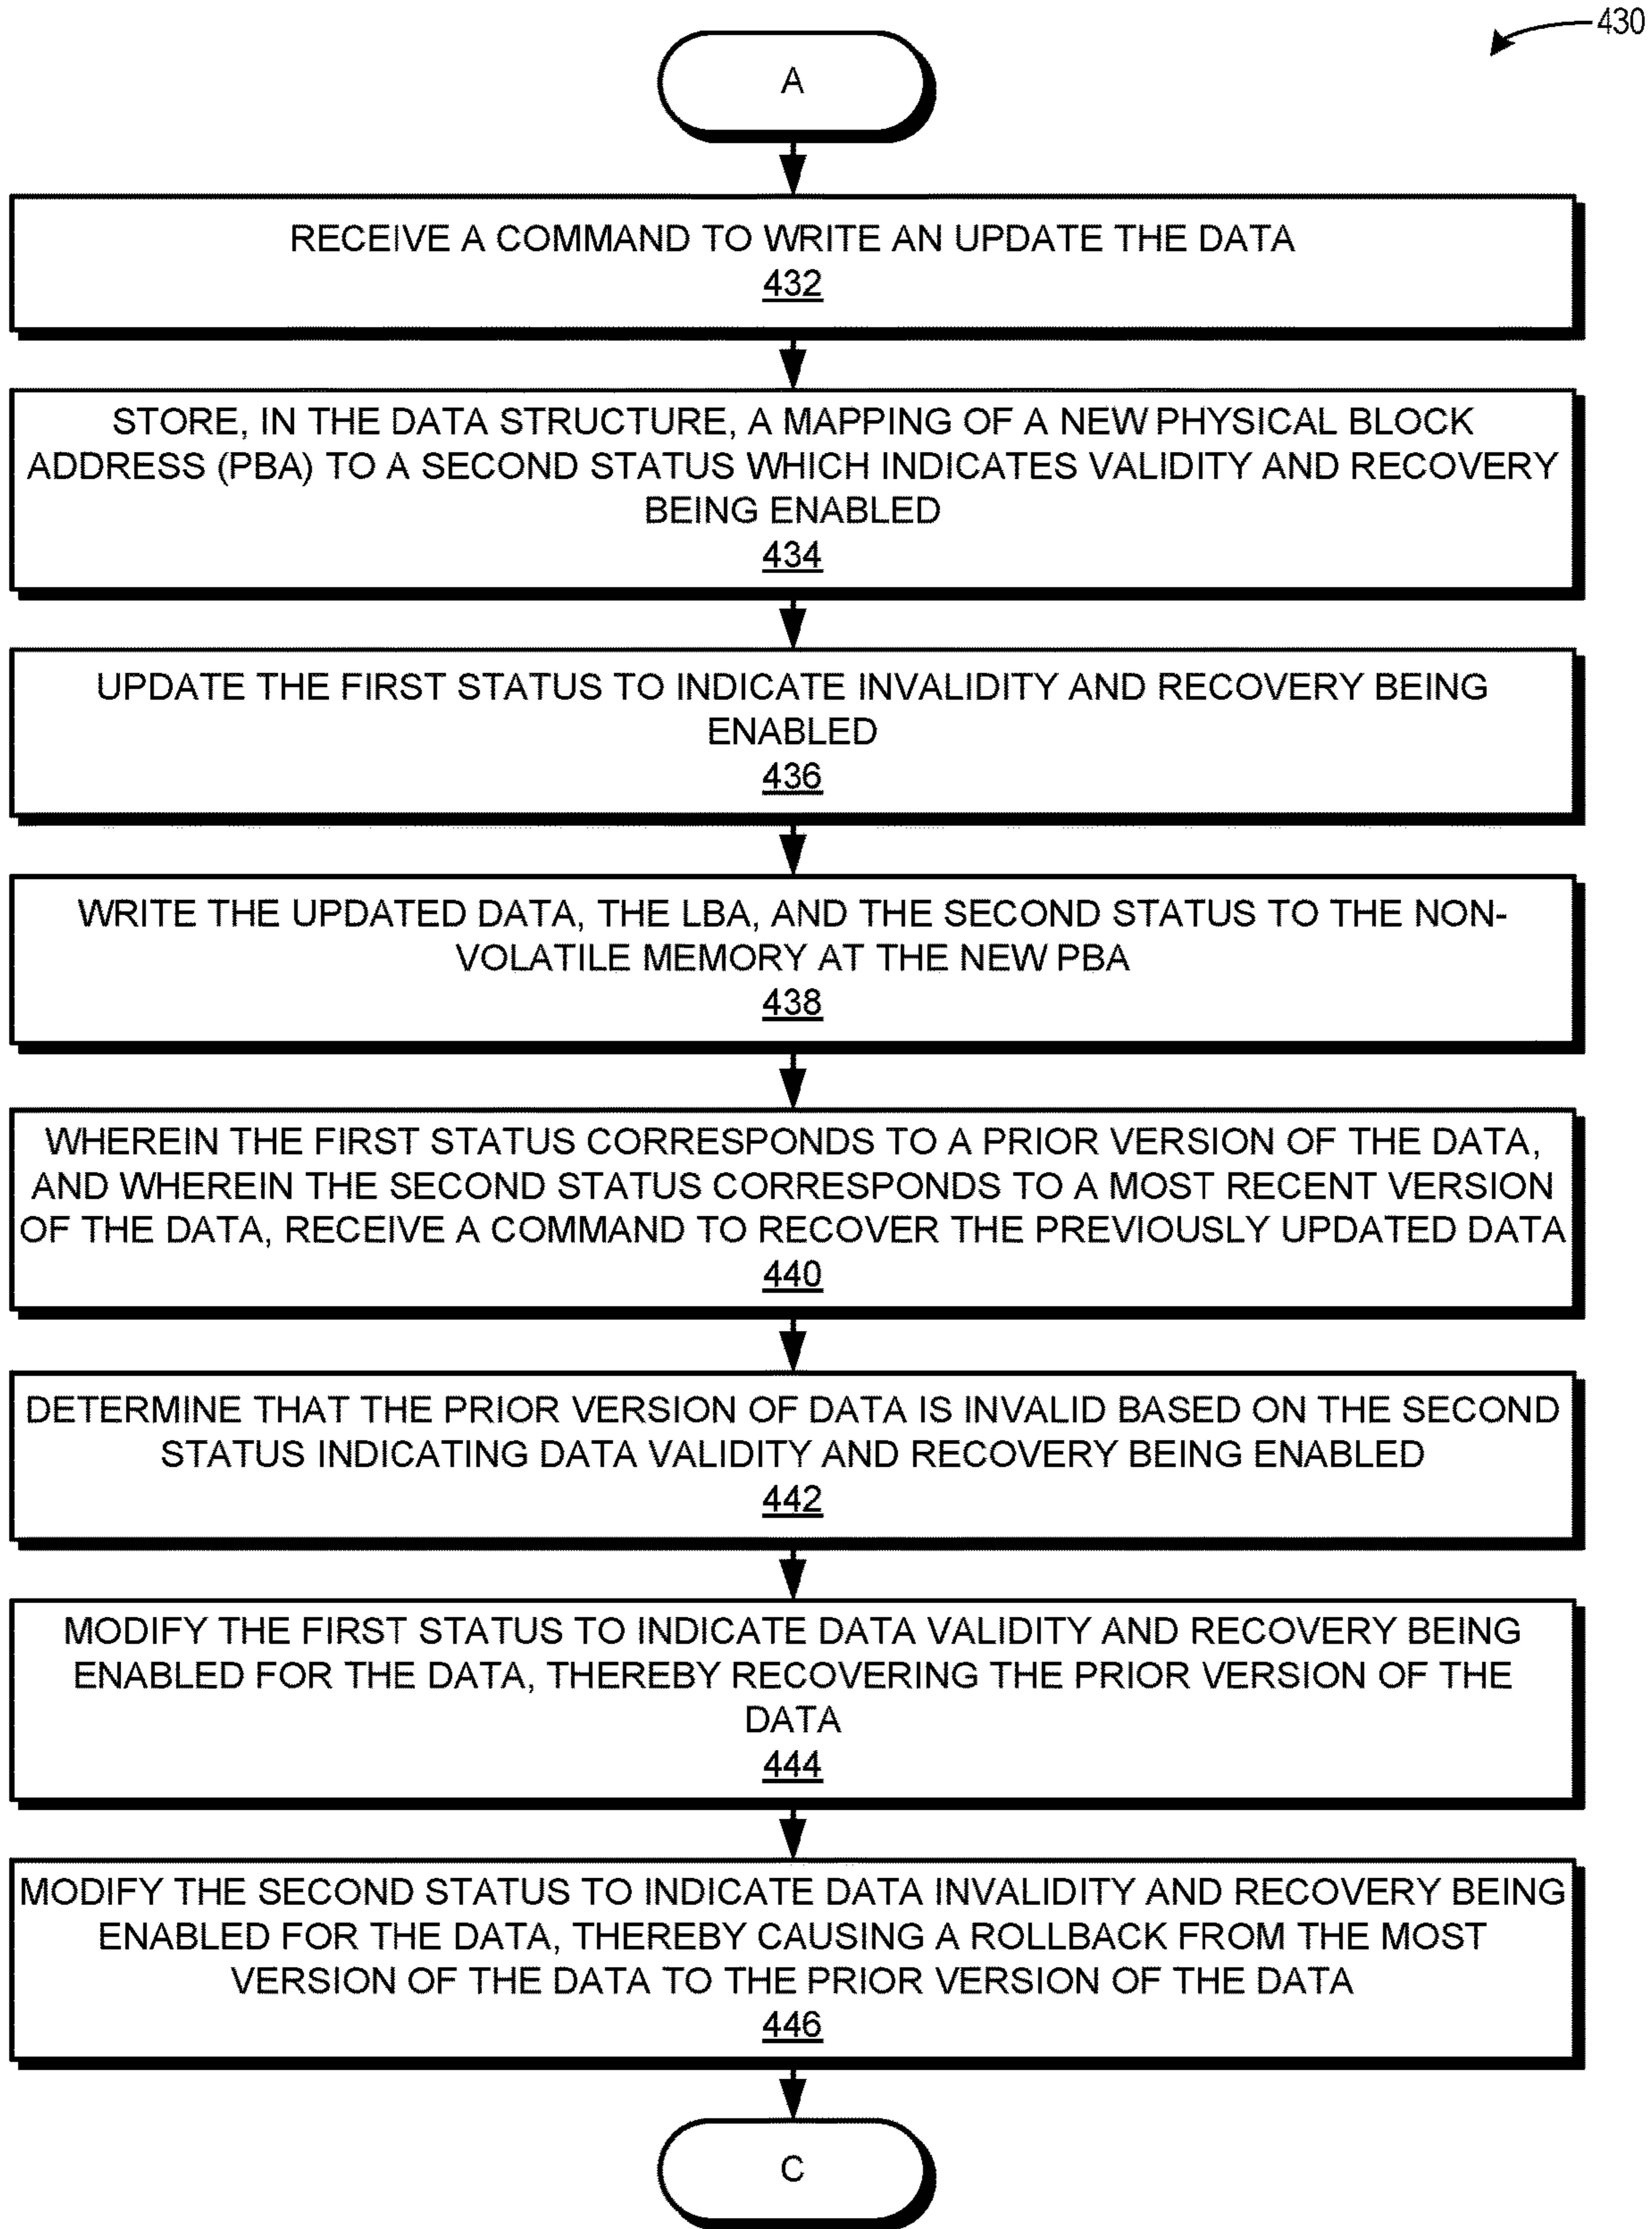 430
A
RECEIVE A COMMAND TO WRITE AN UPDATE THE DATA
432
STORE, IN THE DATA STRUCTURE, A MAPPING OF A NEW PHYSICAL BLOCK
ADDRESS (PBA) TO A SECOND STATUS WHICH INDICATES VALIDITY AND RECOVERY
BEING ENABLED
434
UPDATE THE FIRST STATUS TO INDICATE INVALIDITY AND RECOVERY BEING
ENABLED
436
WRITE THE UPDATED DATA, THE LBA, AND THE SECOND STATUS TO THE NON-
VOLATILE MEMORY AT THE NEW PBA
438
WHEREIN THE FIRST STATUS CORRESPONDS TO A PRIOR VERSION OF THE DATA,
AND WHEREIN THE SECOND STATUS CORRESPONDS TO A MOST RECENT VERSION
OF THE DATA, RECEIVE A COMMAND TO RECOVER THE PREVIOUSLY UPDATED DATA
440
DETERMINE THAT THE PRIOR VERSION OF DATA IS INVALID BASED ON THE SECOND
STATUS INDICATING DATA VALIDITY AND RECOVERY BEING ENABLED
442
MODIFY THE FIRST STATUS TO INDICATE DATA VALIDITY AND RECOVERY BEING
ENABLED FOR THE DATA, THEREBY RECOVERING THE PRIOR VERSION OF THE
DATA
444
MODIFY THE SECOND STATUS TO INDICATE DATA INVALIDITY AND RECOVERY BEING
ENABLED FOR THE DATA, THEREBY CAUSING A ROLLBACK FROM THE MOST
VERSION OF THE DATA TO THE PRIOR VERSION OF THE DATA
446
C